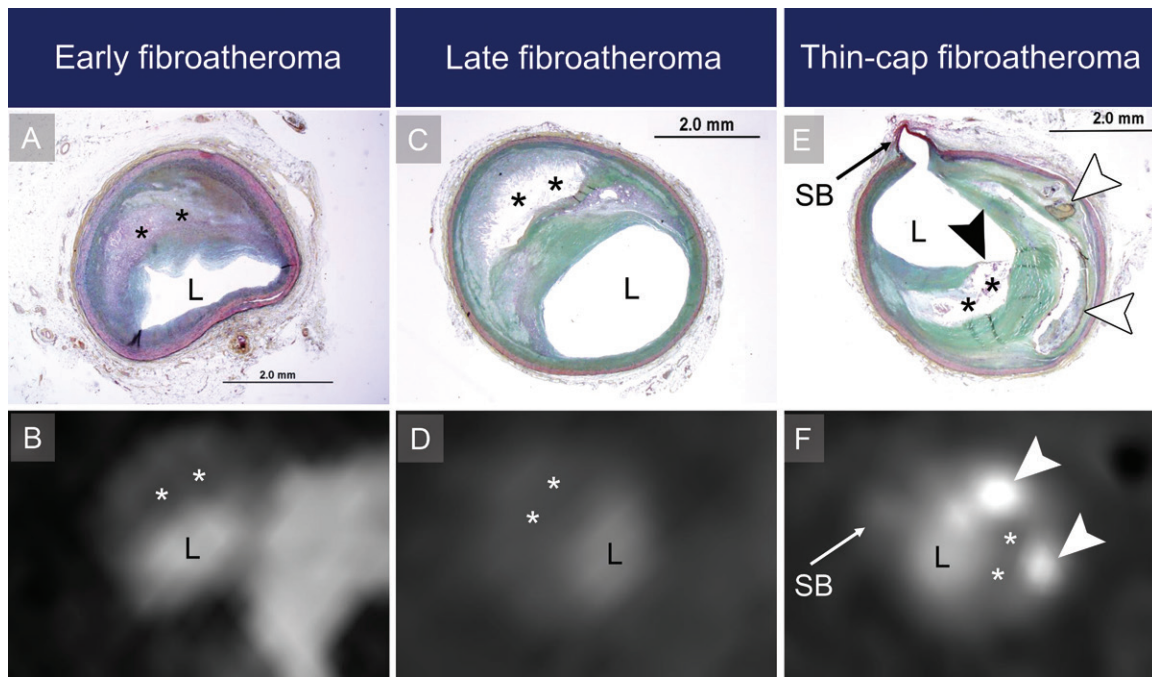 Early fibroatheroma
Late fibroatheroma
Thin-cap fibroatheroma
A
* *
L
2.0 mm
C
2.0 mm
* *
L
E
2.0 mm
SB
L
* *
B
* *
L
D
* *
L
F
* *
L
SB